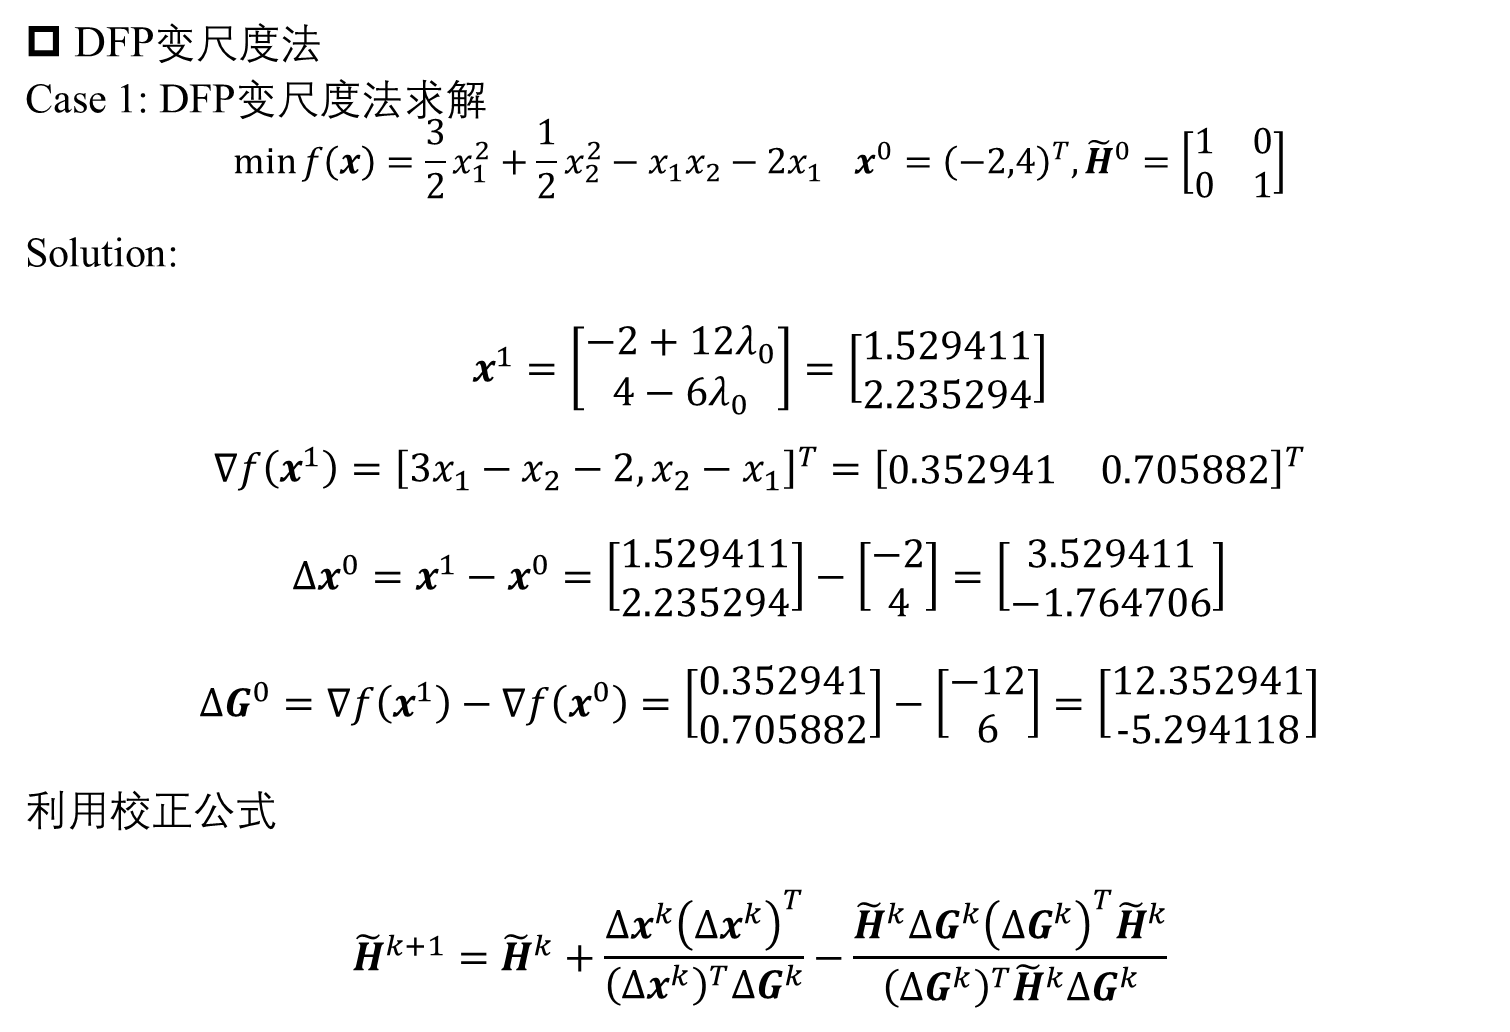 DFP变尺度法
Case 1: DFP变尺度法求解
min f(x) = 3/2 x₁² + 1/2 x₂² − x₁x₂ − 2x₁   x⁰ = (−2,4)ᵀ, H̃⁰ = [1 0; 0 1]
Solution:
x¹ = [−2 + 12λ₀; 4 − 6λ₀] = [1.529411; 2.235294]
∇f(x¹) = [3x₁ − x₂ − 2, x₂ − x₁]ᵀ = [0.352941 0.705882]ᵀ
Δx⁰ = x¹ − x⁰ = [1.529411; 2.235294] − [−2; 4] = [3.529411; −1.764706]
ΔG⁰ = ∇f(x¹) − ∇f(x⁰) = [0.352941; 0.705882] − [−12; 6] = [12.352941; -5.294118]
利用校正公式
H̃ᵏ⁺¹ = H̃ᵏ + Δxᵏ(Δxᵏ)ᵀ / (Δxᵏ)ᵀΔGᵏ − H̃ᵏΔGᵏ(ΔGᵏ)ᵀH̃ᵏ / (ΔGᵏ)ᵀH̃ᵏΔGᵏ